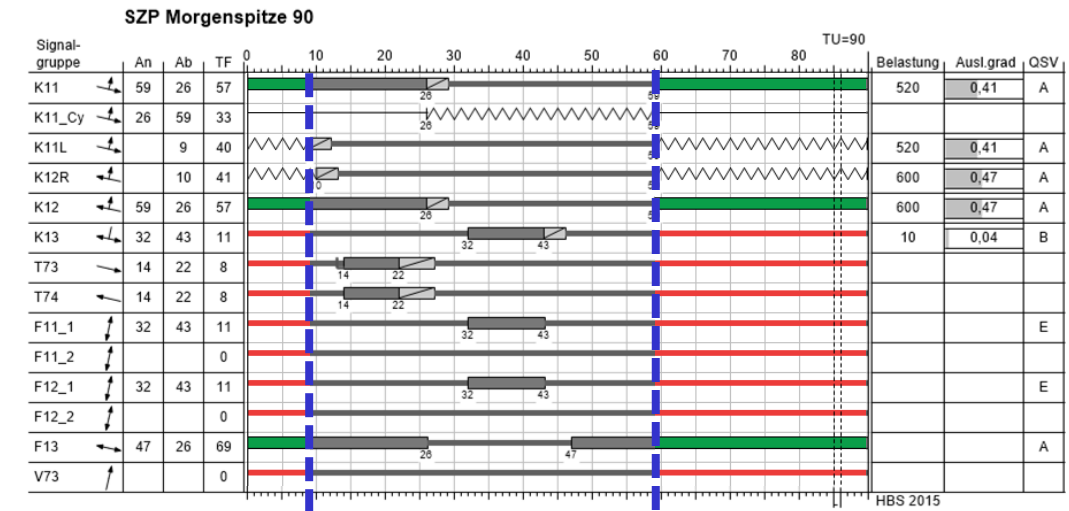 SZP Morgenspitze 90
TU=90
Signal-
gruppe An Ab TF 0 10 20 30 40 50 60 70 80 Belastung Ausl.grad QSV
K11 59 26 57 26 59 520 0,41 A
K11_Cy 26 59 33 26 59
K11L 9 40 520 0,41 A
K12R 10 41 600 0,47 A
K12 59 26 57 26 600 0,47 A
K13 32 43 11 32 43 10 0,04 B
T73 14 22 8 14 22
T74 14 22 8 14 22
F11_1 32 43 11 32 43 E
F11_2 0
F12_1 32 43 11 32 43 E
F12_2 0
F13 47 26 69 26 47 A
V73 0
HBS 2015